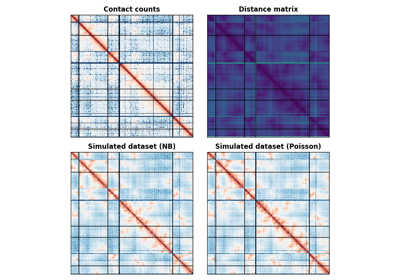 Contact counts
Distance matrix
Simulated dataset (NB)
Simulated dataset (Poisson)